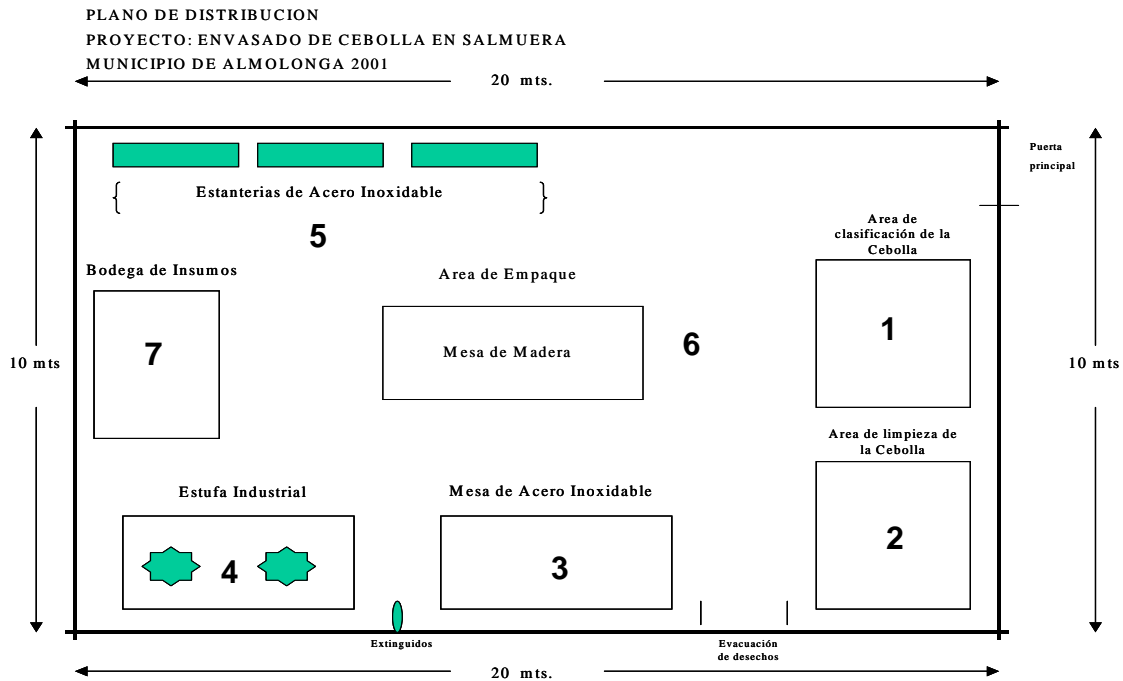 PLANO DE DISTRIBUCION
PROYECTO: ENVASADO DE CEBOLLA EN SALMUERA
MUNICIPIO DE ALMOLONGA 2001
20 mts.
Puerta
principal
Estanterias de Acero Inoxidable
5
Area de
clasificación de la
Cebolla
1
Bodega de Insumos
7
Area de Empaque
Mesa de Madera
6
10 mts
10 mts
Area de limpieza de
la Cebolla
2
Estufa Industrial
4
Mesa de Acero Inoxidable
3
Extinguidos
Evacuación
de desechos
20 mts.